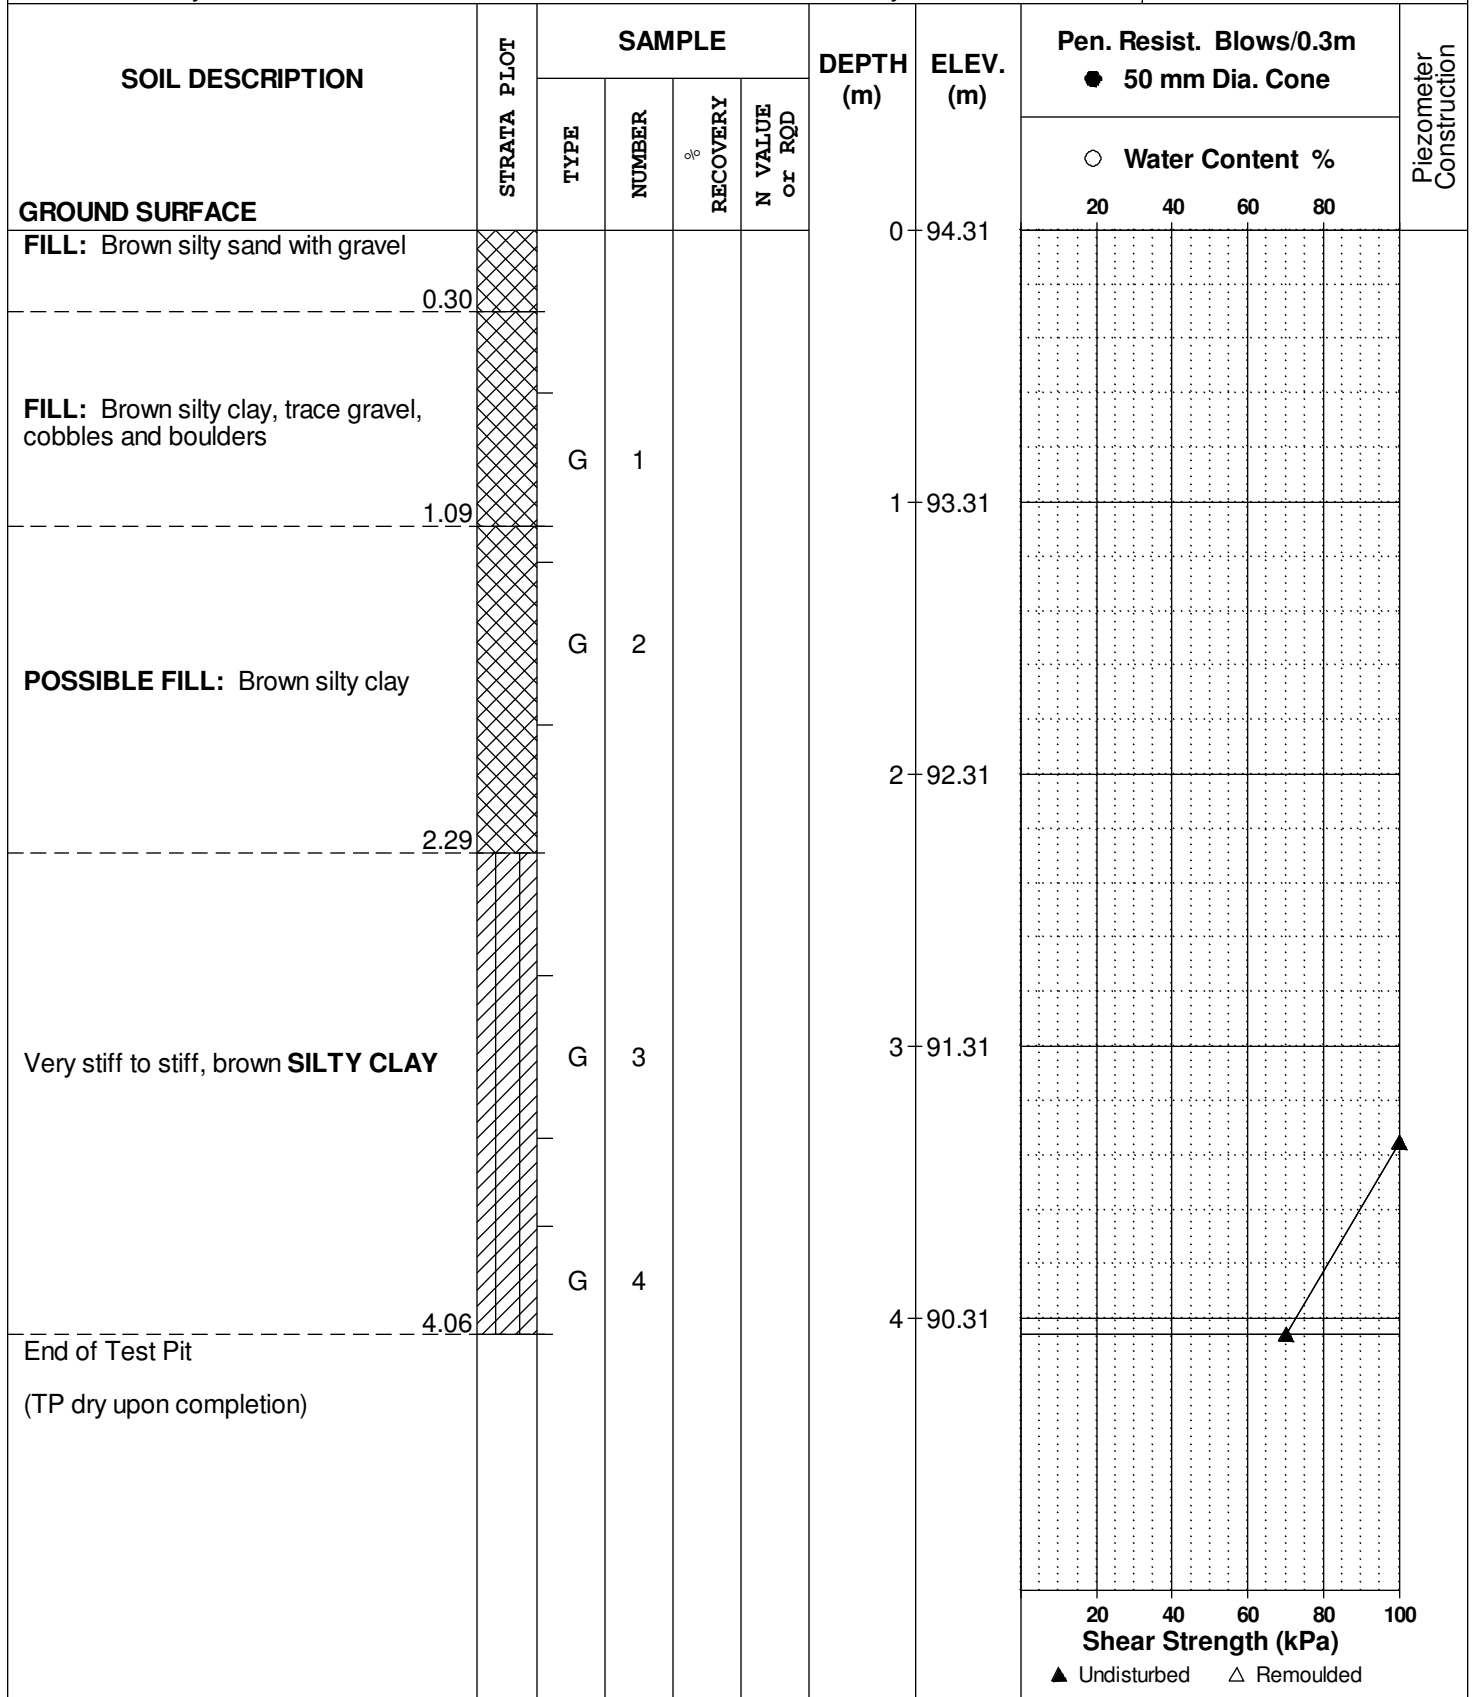 SOIL DESCRIPTION
GROUND SURFACE
STRATA PLOT
SAMPLE
TYPE
NUMBER
%
RECOVERY
N VALUE
or RQD
DEPTH
(m)
ELEV.
(m)
Pen. Resist. Blows/0.3m
● 50 mm Dia. Cone
○ Water Content %
20 40 60 80
Piezometer
Construction
0 94.31
FILL: Brown silty sand with gravel
0.30
FILL: Brown silty clay, trace gravel,
cobbles and boulders
G 1
1.09
1 93.31
G 2
POSSIBLE FILL: Brown silty clay
2 92.31
2.29
Very stiff to stiff, brown SILTY CLAY
G 3
3 91.31
G 4
4.06
4 90.31
End of Test Pit
(TP dry upon completion)
20 40 60 80 100
Shear Strength (kPa)
▲ Undisturbed △ Remoulded